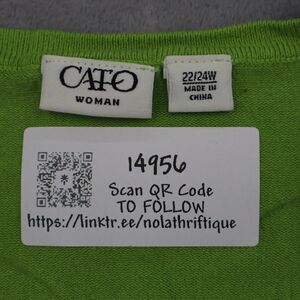 CATO
WOMAN
22/24W
MADE IN
CHINA
14956
Scan QR Code
TO FOLLOW
https://linktr.ee/nolathriftique